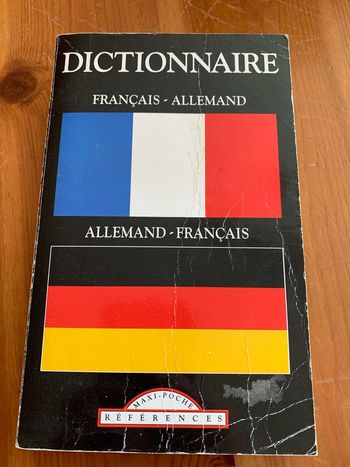 DICTIONNAIRE
FRANÇAIS - ALLEMAND
ALLEMAND - FRANÇAIS
MAXI-POCHE
RÉFÉRENCES